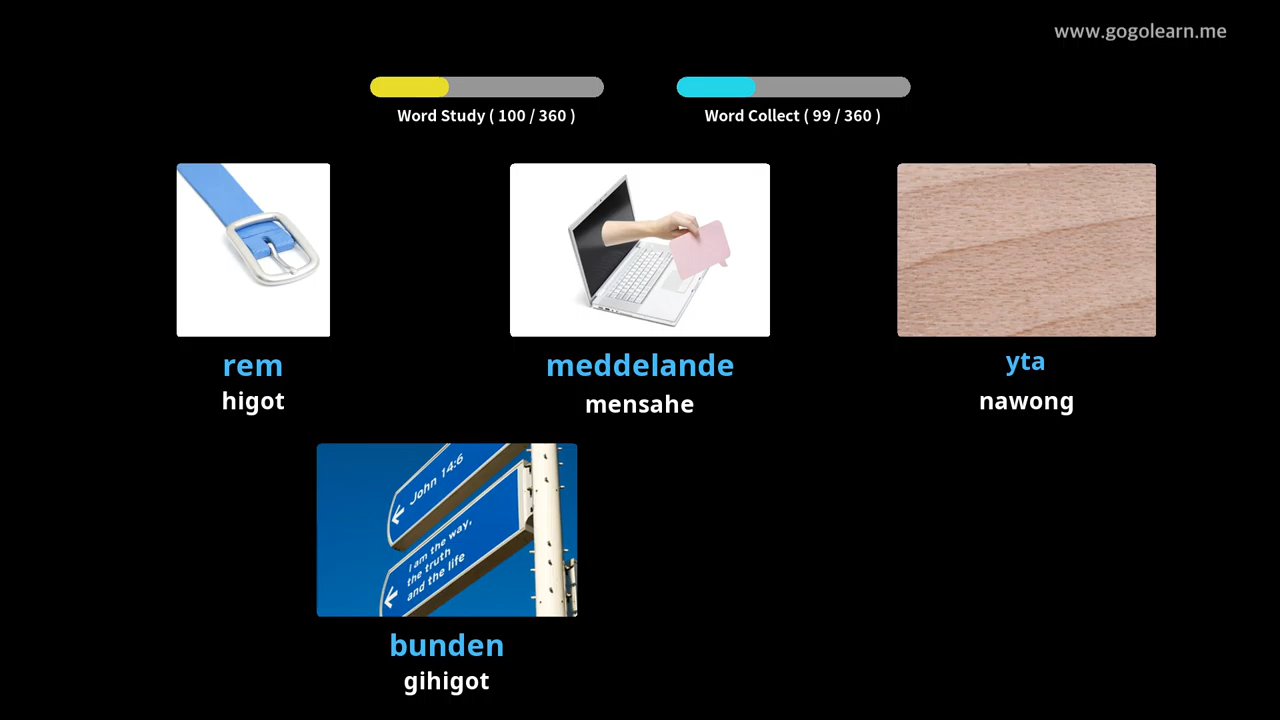 www.gogolearn.me
Word Study ( 100 / 360 )
Word Collect ( 99 / 360 )
rem
higot
meddelande
mensahe
yta
nawong
John 14:6
I am the way,
the truth
and the life
bunden
gihigot